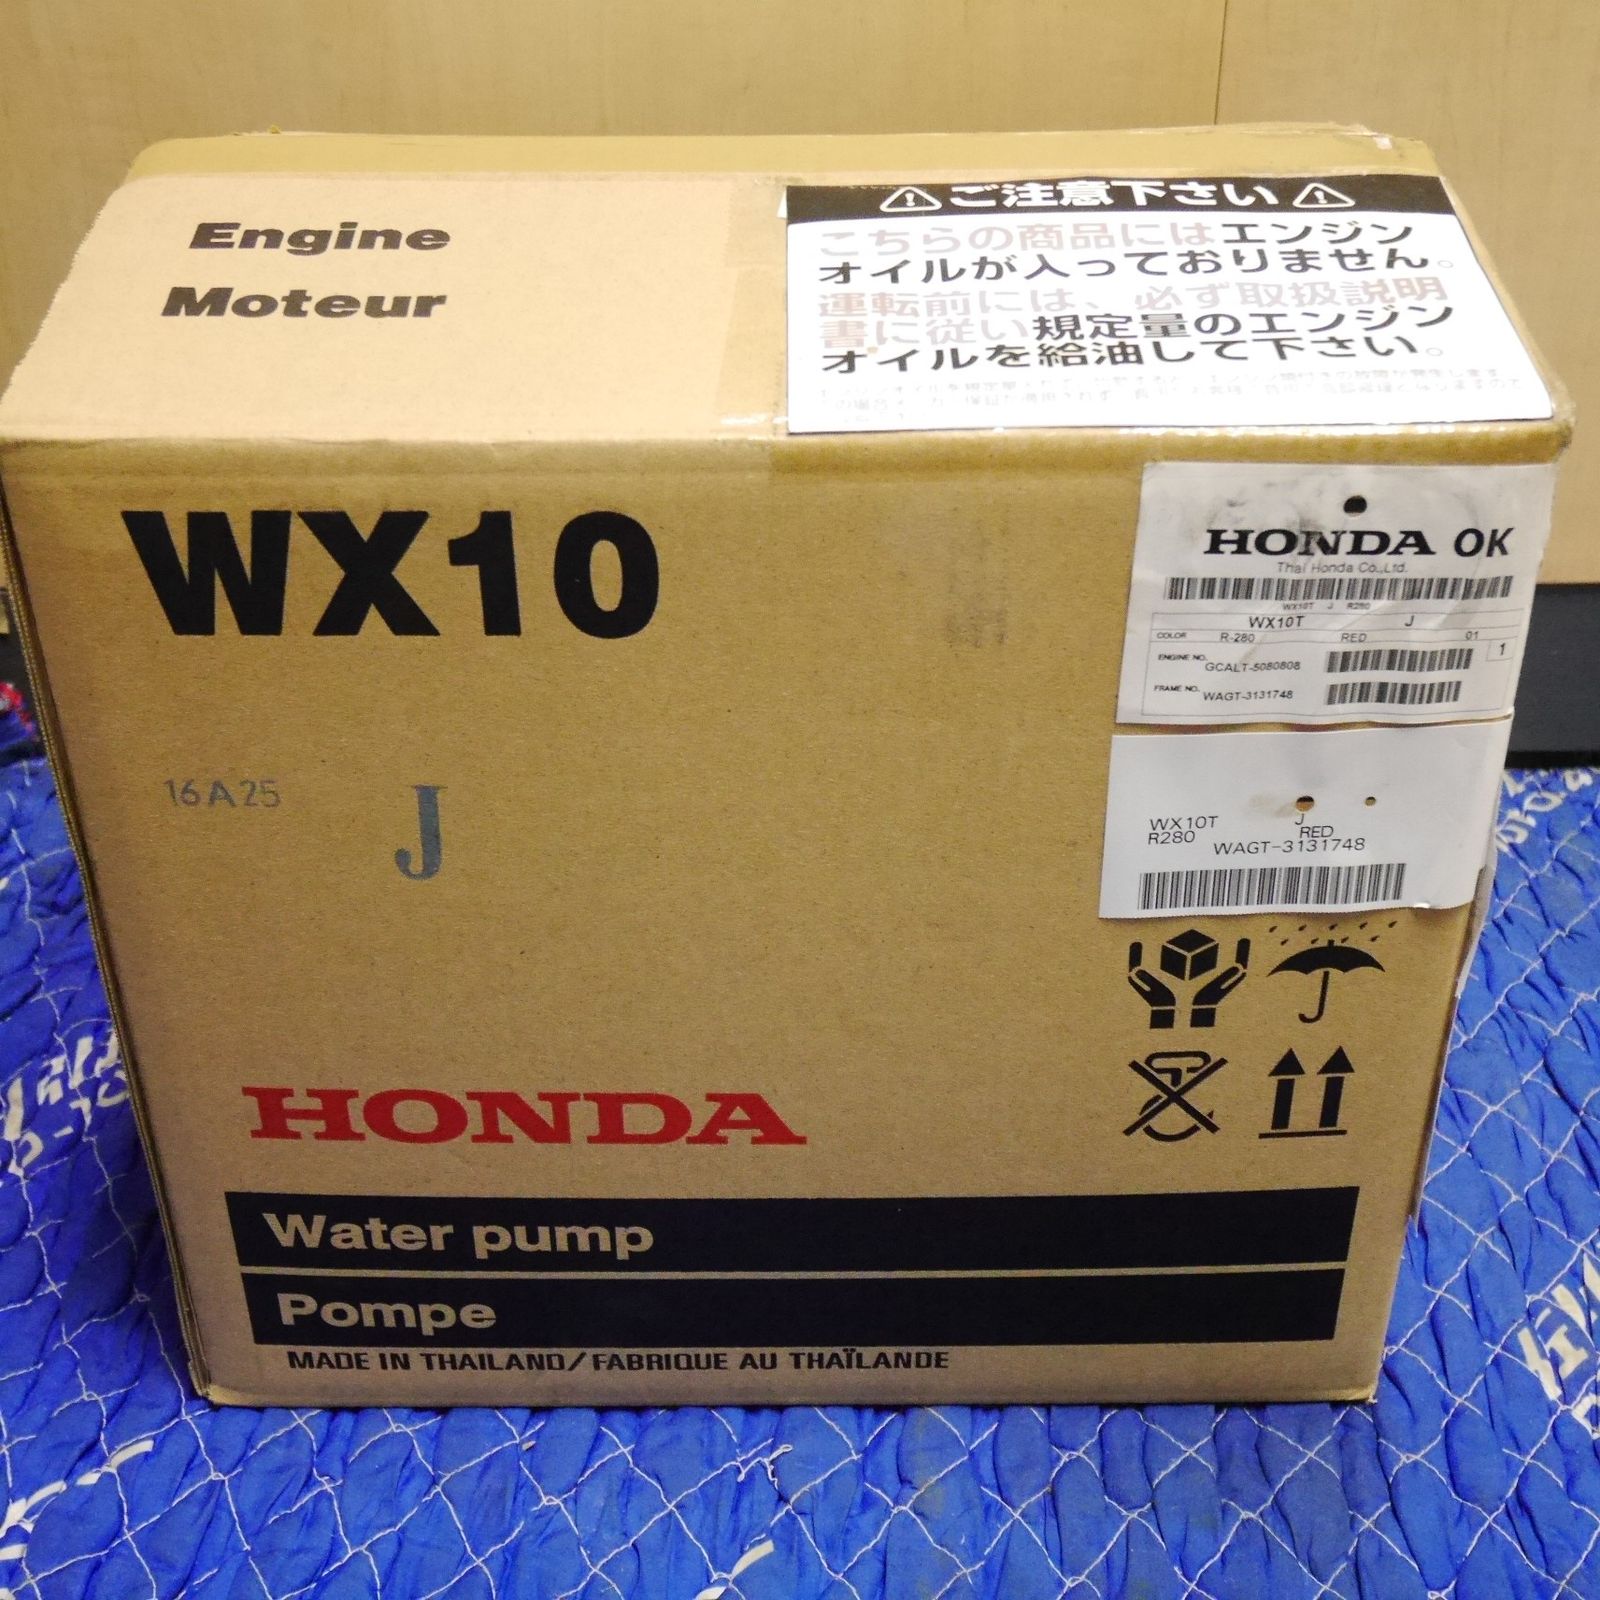 Engine
Moteur
ご注意下さい
こちらの商品にはエンジン
オイルが入っておりません。
運転前には、必ず取扱説明
書に従い規定量のエンジン
オイルを給油して下さい。
WX10
HONDA OK
Thai Honda Co.,Ltd.
WX10T J R280
WX10T J
COLOR R-280 RED 01
ENGINE NO. GCALT-5080808
1
FRAME NO. WAGT-3131748
16A25
J
WX10T J
R280 RED
WAGT-3131748
HONDA
Water pump
Pompe
MADE IN THAILAND/FABRIQUE AU THAÏLANDE